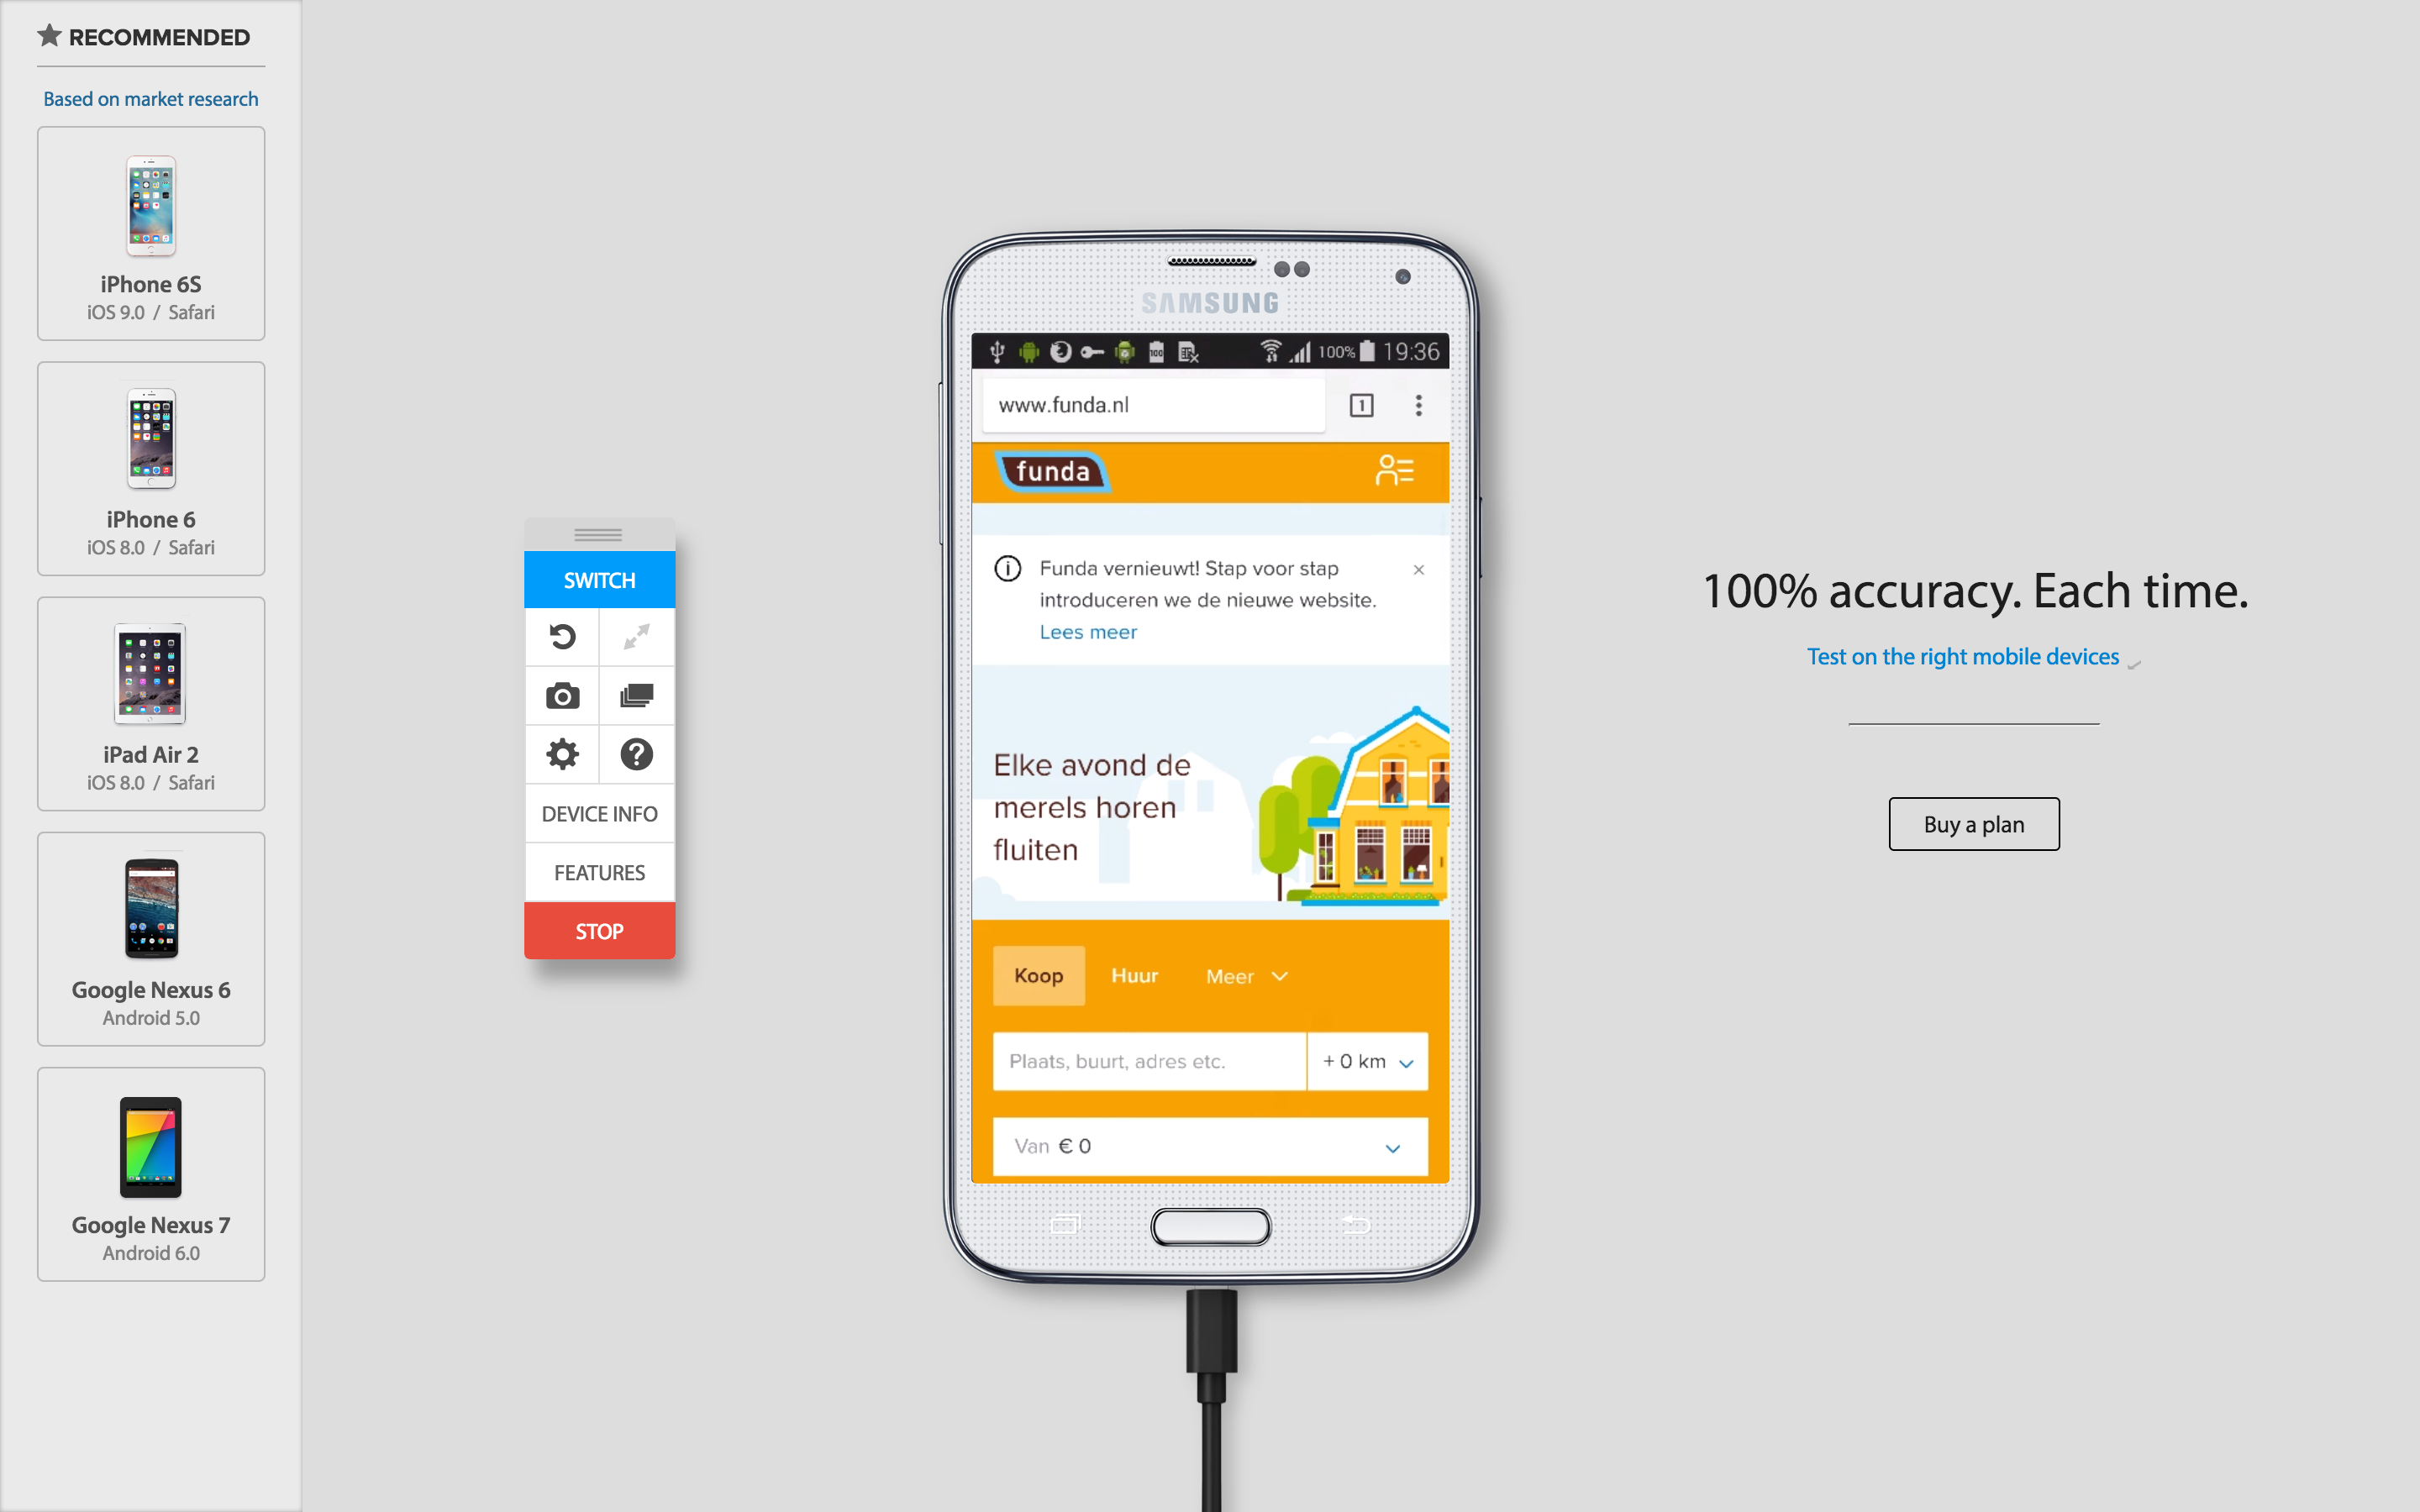 RECOMMENDED
Based on market research
iPhone 6S
iOS 9.0 / Safari
iPhone 6
iOS 8.0 / Safari
iPad Air 2
iOS 8.0 / Safari
Google Nexus 6
Android 5.0
Google Nexus 7
Android 6.0
SWITCH
DEVICE INFO
FEATURES
STOP
SAMSUNG
100% 19:36
www.funda.nl
1
funda
Funda vernieuwt! Stap voor stap
introduceren we de nieuwe website.
Lees meer
Elke avond de
merels horen
fluiten
Koop Huur Meer
Plaats, buurt, adres etc. + 0 km
Van € 0
100% accuracy. Each time.
Test on the right mobile devices
Buy a plan